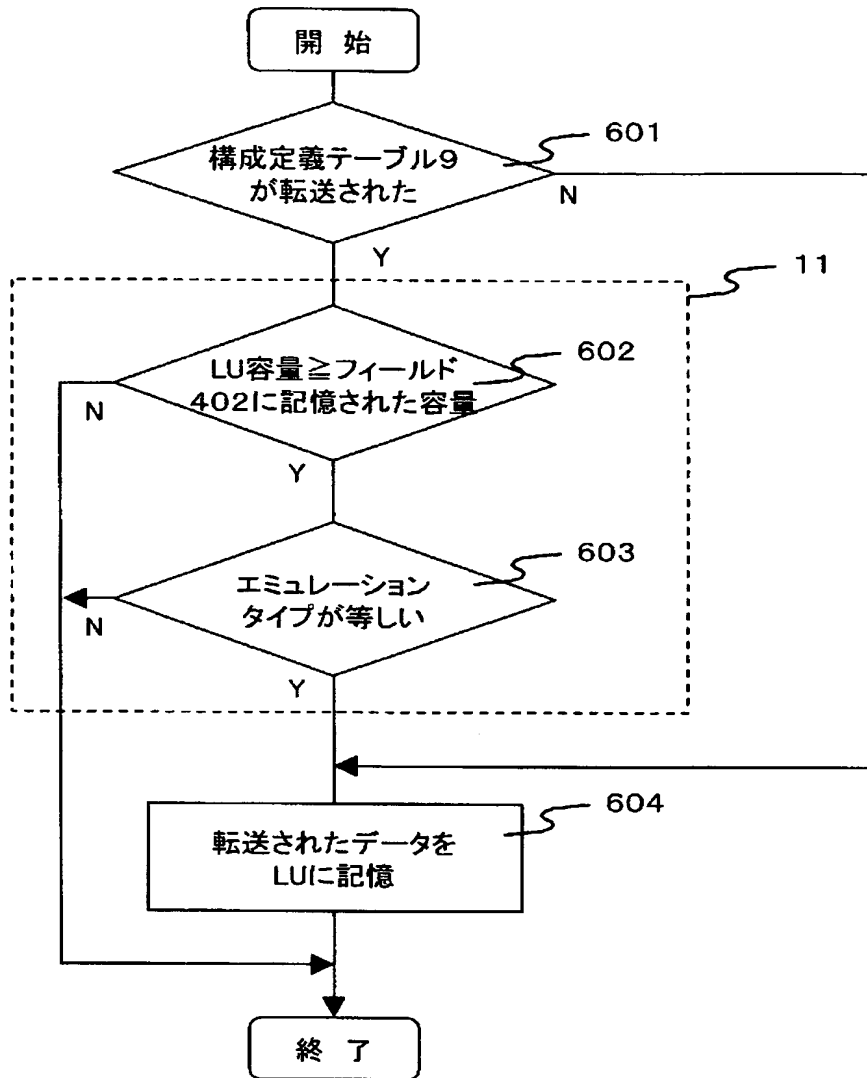 開 始
構成定義テーブル9
が転送された
601
N
Y
11
LU容量≧フィールド
402に記憶された容量
602
N
Y
エミュレーション
タイプが等しい
603
N
Y
転送されたデータを
LUに記憶
604
終 了